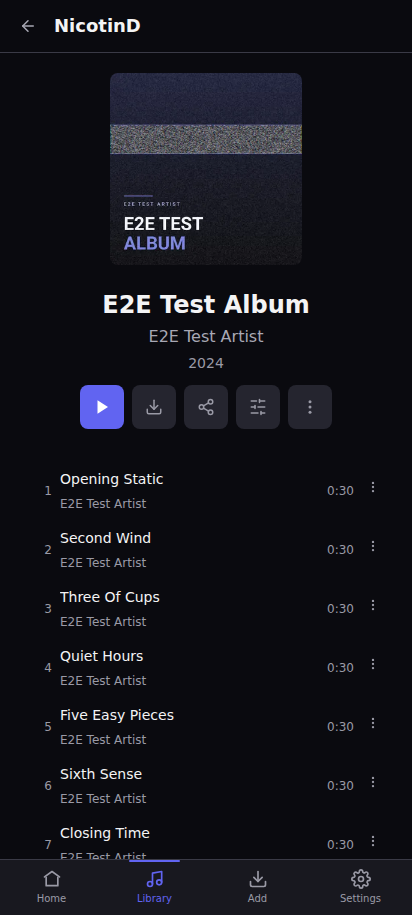 NicotinD
E2E TEST ARTIST
E2E TEST
ALBUM
E2E Test Album
E2E Test Artist
2024
1 Opening Static 0:30
E2E Test Artist
2 Second Wind 0:30
E2E Test Artist
3 Three Of Cups 0:30
E2E Test Artist
4 Quiet Hours 0:30
E2E Test Artist
5 Five Easy Pieces 0:30
E2E Test Artist
6 Sixth Sense 0:30
E2E Test Artist
7 Closing Time 0:30
E2E Test Artist
Home Library Add Settings